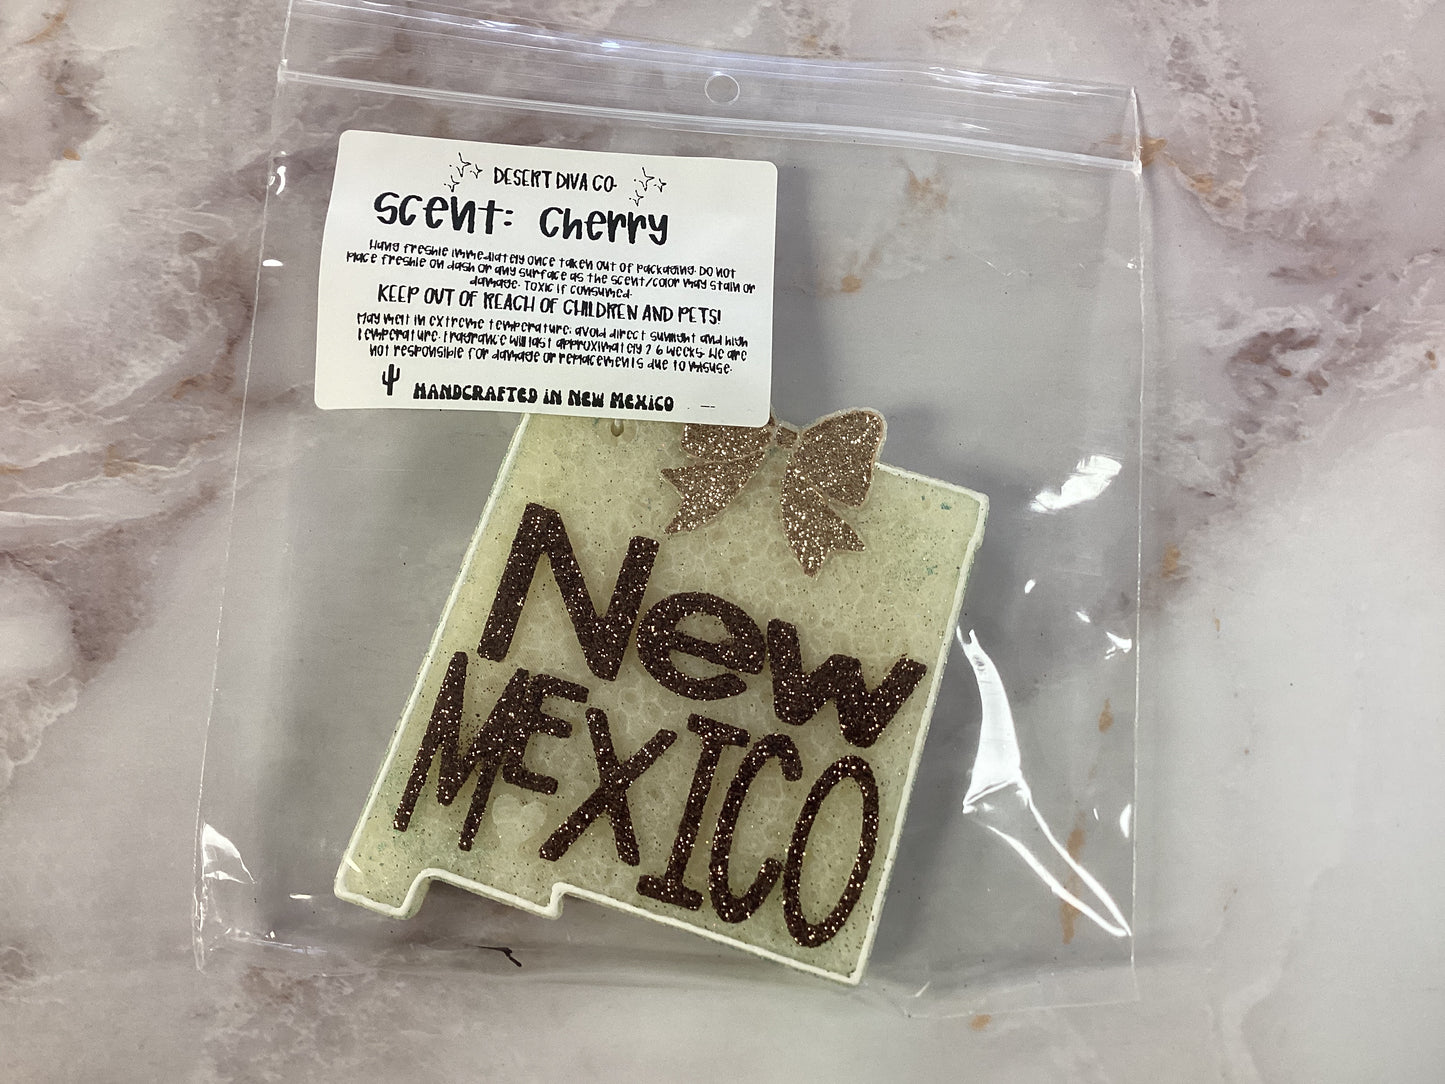 DESERT DIVA CO.
Scent: Cherry
Hang freshie immediately once taken out of packaging. Do not
place freshie on dash or any surface as the scent/color may stain or
damage. Toxic if consumed.
KEEP OUT OF REACH OF CHILDREN AND PETS!
May melt in extreme temperature; avoid direct sunlight and high
temperature. Fragrance will last approximately 2-6 weeks. We are
not responsible for damage or replacements due to misuse.
HANDCRAFTED IN NEW MEXICO
New
MEXICO